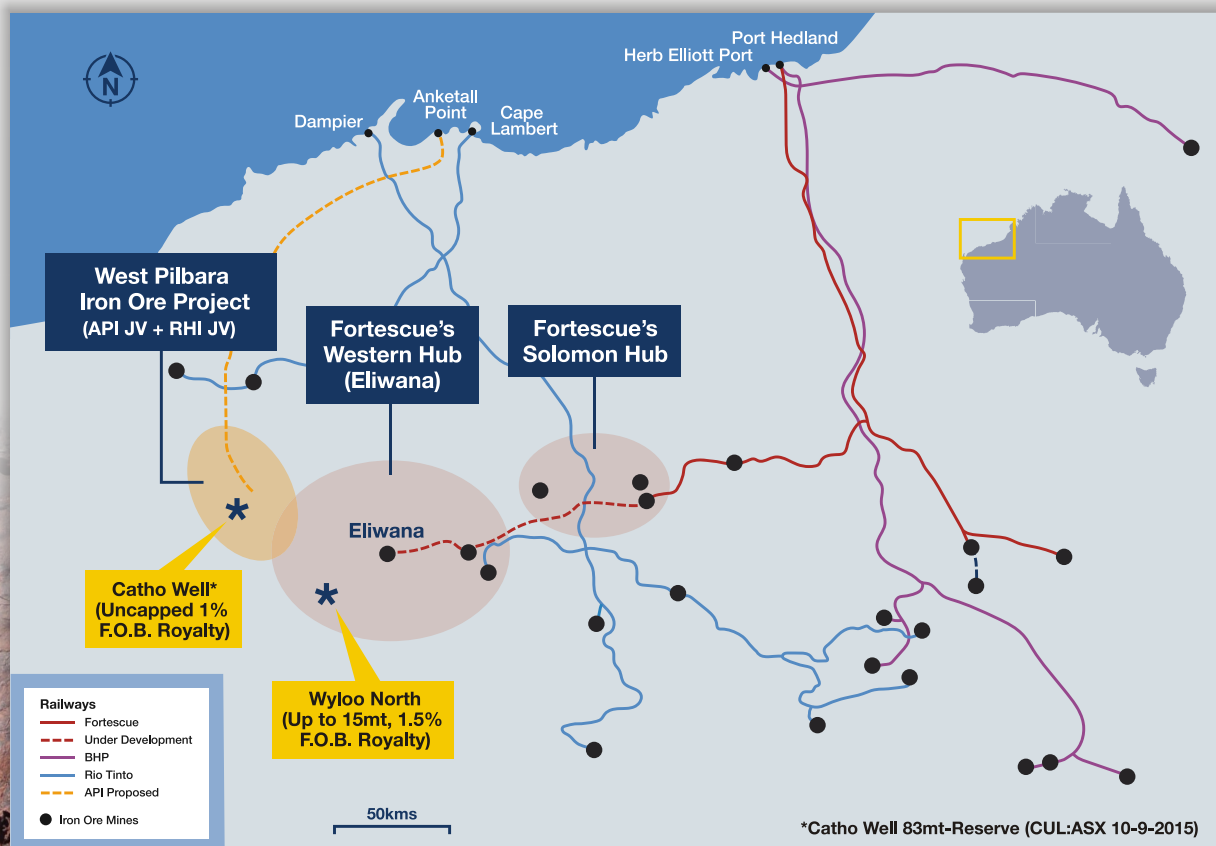 N
Port Hedland
Herb Elliott Port
Anketall
Point
Cape
Lambert
Dampier
West Pilbara
Iron Ore Project
(API JV + RHI JV)
Fortescue's
Western Hub
(Eliwana)
Fortescue's
Solomon Hub
Eliwana
*
*
Catho Well*
(Uncapped 1%
F.O.B. Royalty)
Wyloo North
(Up to 15mt, 1.5%
F.O.B. Royalty)
Railways
Fortescue
Under Development
BHP
Rio Tinto
API Proposed
Iron Ore Mines
50kms
*Catho Well 83mt-Reserve (CUL:ASX 10-9-2015)